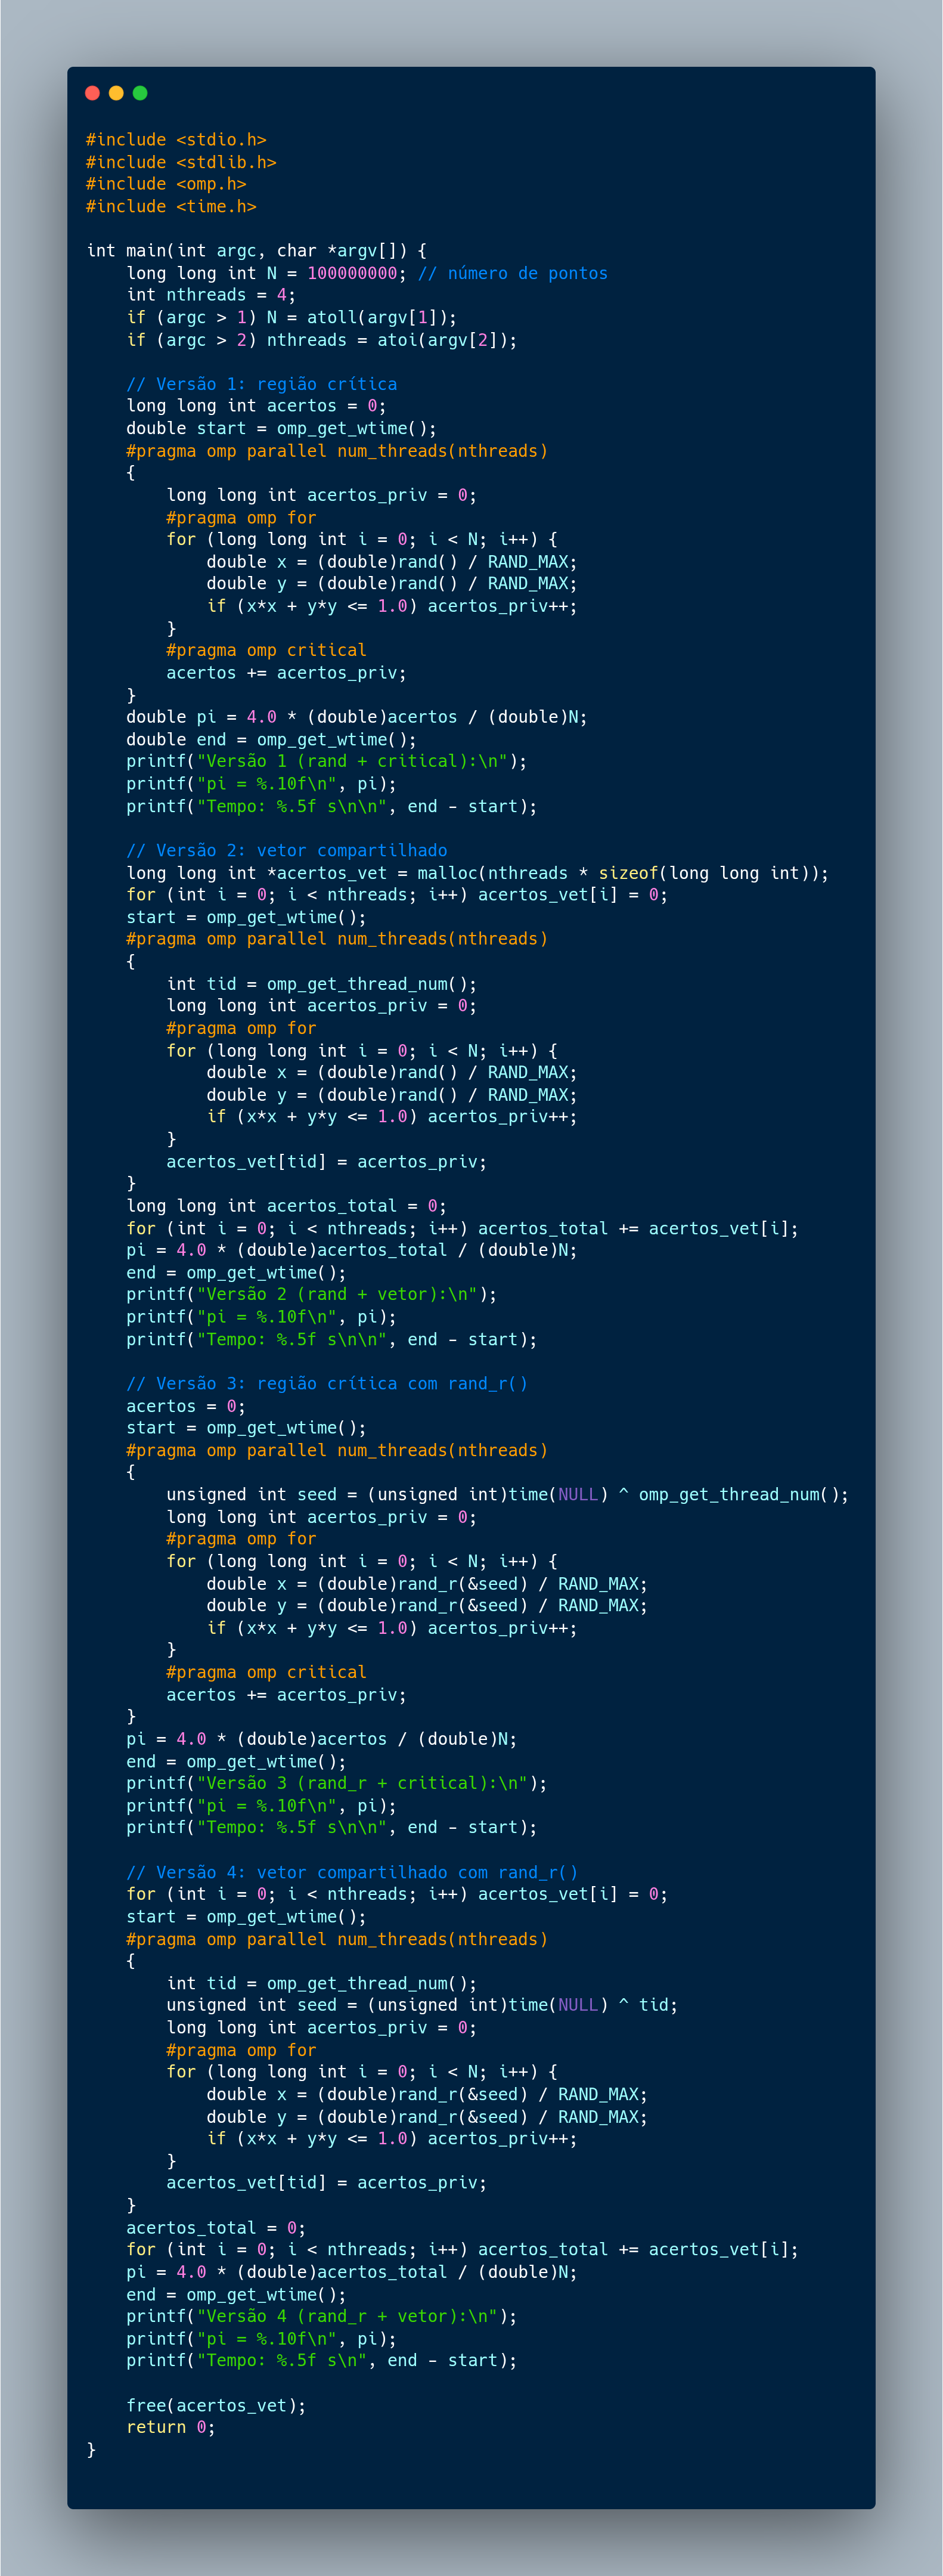 #include <stdio.h>
#include <stdlib.h>
#include <omp.h>
#include <time.h>

int main(int argc, char *argv[]) {
    long long int N = 100000000; // número de pontos
    int nthreads = 4;
    if (argc > 1) N = atoll(argv[1]);
    if (argc > 2) nthreads = atoi(argv[2]);

    // Versão 1: região crítica
    long long int acertos = 0;
    double start = omp_get_wtime();
    #pragma omp parallel num_threads(nthreads)
    {
        long long int acertos_priv = 0;
        #pragma omp for
        for (long long int i = 0; i < N; i++) {
            double x = (double)rand() / RAND_MAX;
            double y = (double)rand() / RAND_MAX;
            if (x*x + y*y <= 1.0) acertos_priv++;
        }
        #pragma omp critical
        acertos += acertos_priv;
    }
    double pi = 4.0 * (double)acertos / (double)N;
    double end = omp_get_wtime();
    printf("Versão 1 (rand + critical):\n");
    printf("pi = %.10f\n", pi);
    printf("Tempo: %.5f s\n\n", end - start);

    // Versão 2: vetor compartilhado
    long long int *acertos_vet = malloc(nthreads * sizeof(long long int));
    for (int i = 0; i < nthreads; i++) acertos_vet[i] = 0;
    start = omp_get_wtime();
    #pragma omp parallel num_threads(nthreads)
    {
        int tid = omp_get_thread_num();
        long long int acertos_priv = 0;
        #pragma omp for
        for (long long int i = 0; i < N; i++) {
            double x = (double)rand() / RAND_MAX;
            double y = (double)rand() / RAND_MAX;
            if (x*x + y*y <= 1.0) acertos_priv++;
        }
        acertos_vet[tid] = acertos_priv;
    }
    long long int acertos_total = 0;
    for (int i = 0; i < nthreads; i++) acertos_total += acertos_vet[i];
    pi = 4.0 * (double)acertos_total / (double)N;
    end = omp_get_wtime();
    printf("Versão 2 (rand + vetor):\n");
    printf("pi = %.10f\n", pi);
    printf("Tempo: %.5f s\n\n", end - start);

    // Versão 3: região crítica com rand_r()
    acertos = 0;
    start = omp_get_wtime();
    #pragma omp parallel num_threads(nthreads)
    {
        unsigned int seed = (unsigned int)time(NULL) ^ omp_get_thread_num();
        long long int acertos_priv = 0;
        #pragma omp for
        for (long long int i = 0; i < N; i++) {
            double x = (double)rand_r(&seed) / RAND_MAX;
            double y = (double)rand_r(&seed) / RAND_MAX;
            if (x*x + y*y <= 1.0) acertos_priv++;
        }
        #pragma omp critical
        acertos += acertos_priv;
    }
    pi = 4.0 * (double)acertos / (double)N;
    end = omp_get_wtime();
    printf("Versão 3 (rand_r + critical):\n");
    printf("pi = %.10f\n", pi);
    printf("Tempo: %.5f s\n\n", end - start);

    // Versão 4: vetor compartilhado com rand_r()
    for (int i = 0; i < nthreads; i++) acertos_vet[i] = 0;
    start = omp_get_wtime();
    #pragma omp parallel num_threads(nthreads)
    {
        int tid = omp_get_thread_num();
        unsigned int seed = (unsigned int)time(NULL) ^ tid;
        long long int acertos_priv = 0;
        #pragma omp for
        for (long long int i = 0; i < N; i++) {
            double x = (double)rand_r(&seed) / RAND_MAX;
            double y = (double)rand_r(&seed) / RAND_MAX;
            if (x*x + y*y <= 1.0) acertos_priv++;
        }
        acertos_vet[tid] = acertos_priv;
    }
    acertos_total = 0;
    for (int i = 0; i < nthreads; i++) acertos_total += acertos_vet[i];
    pi = 4.0 * (double)acertos_total / (double)N;
    end = omp_get_wtime();
    printf("Versão 4 (rand_r + vetor):\n");
    printf("pi = %.10f\n", pi);
    printf("Tempo: %.5f s\n", end - start);

    free(acertos_vet);
    return 0;
}